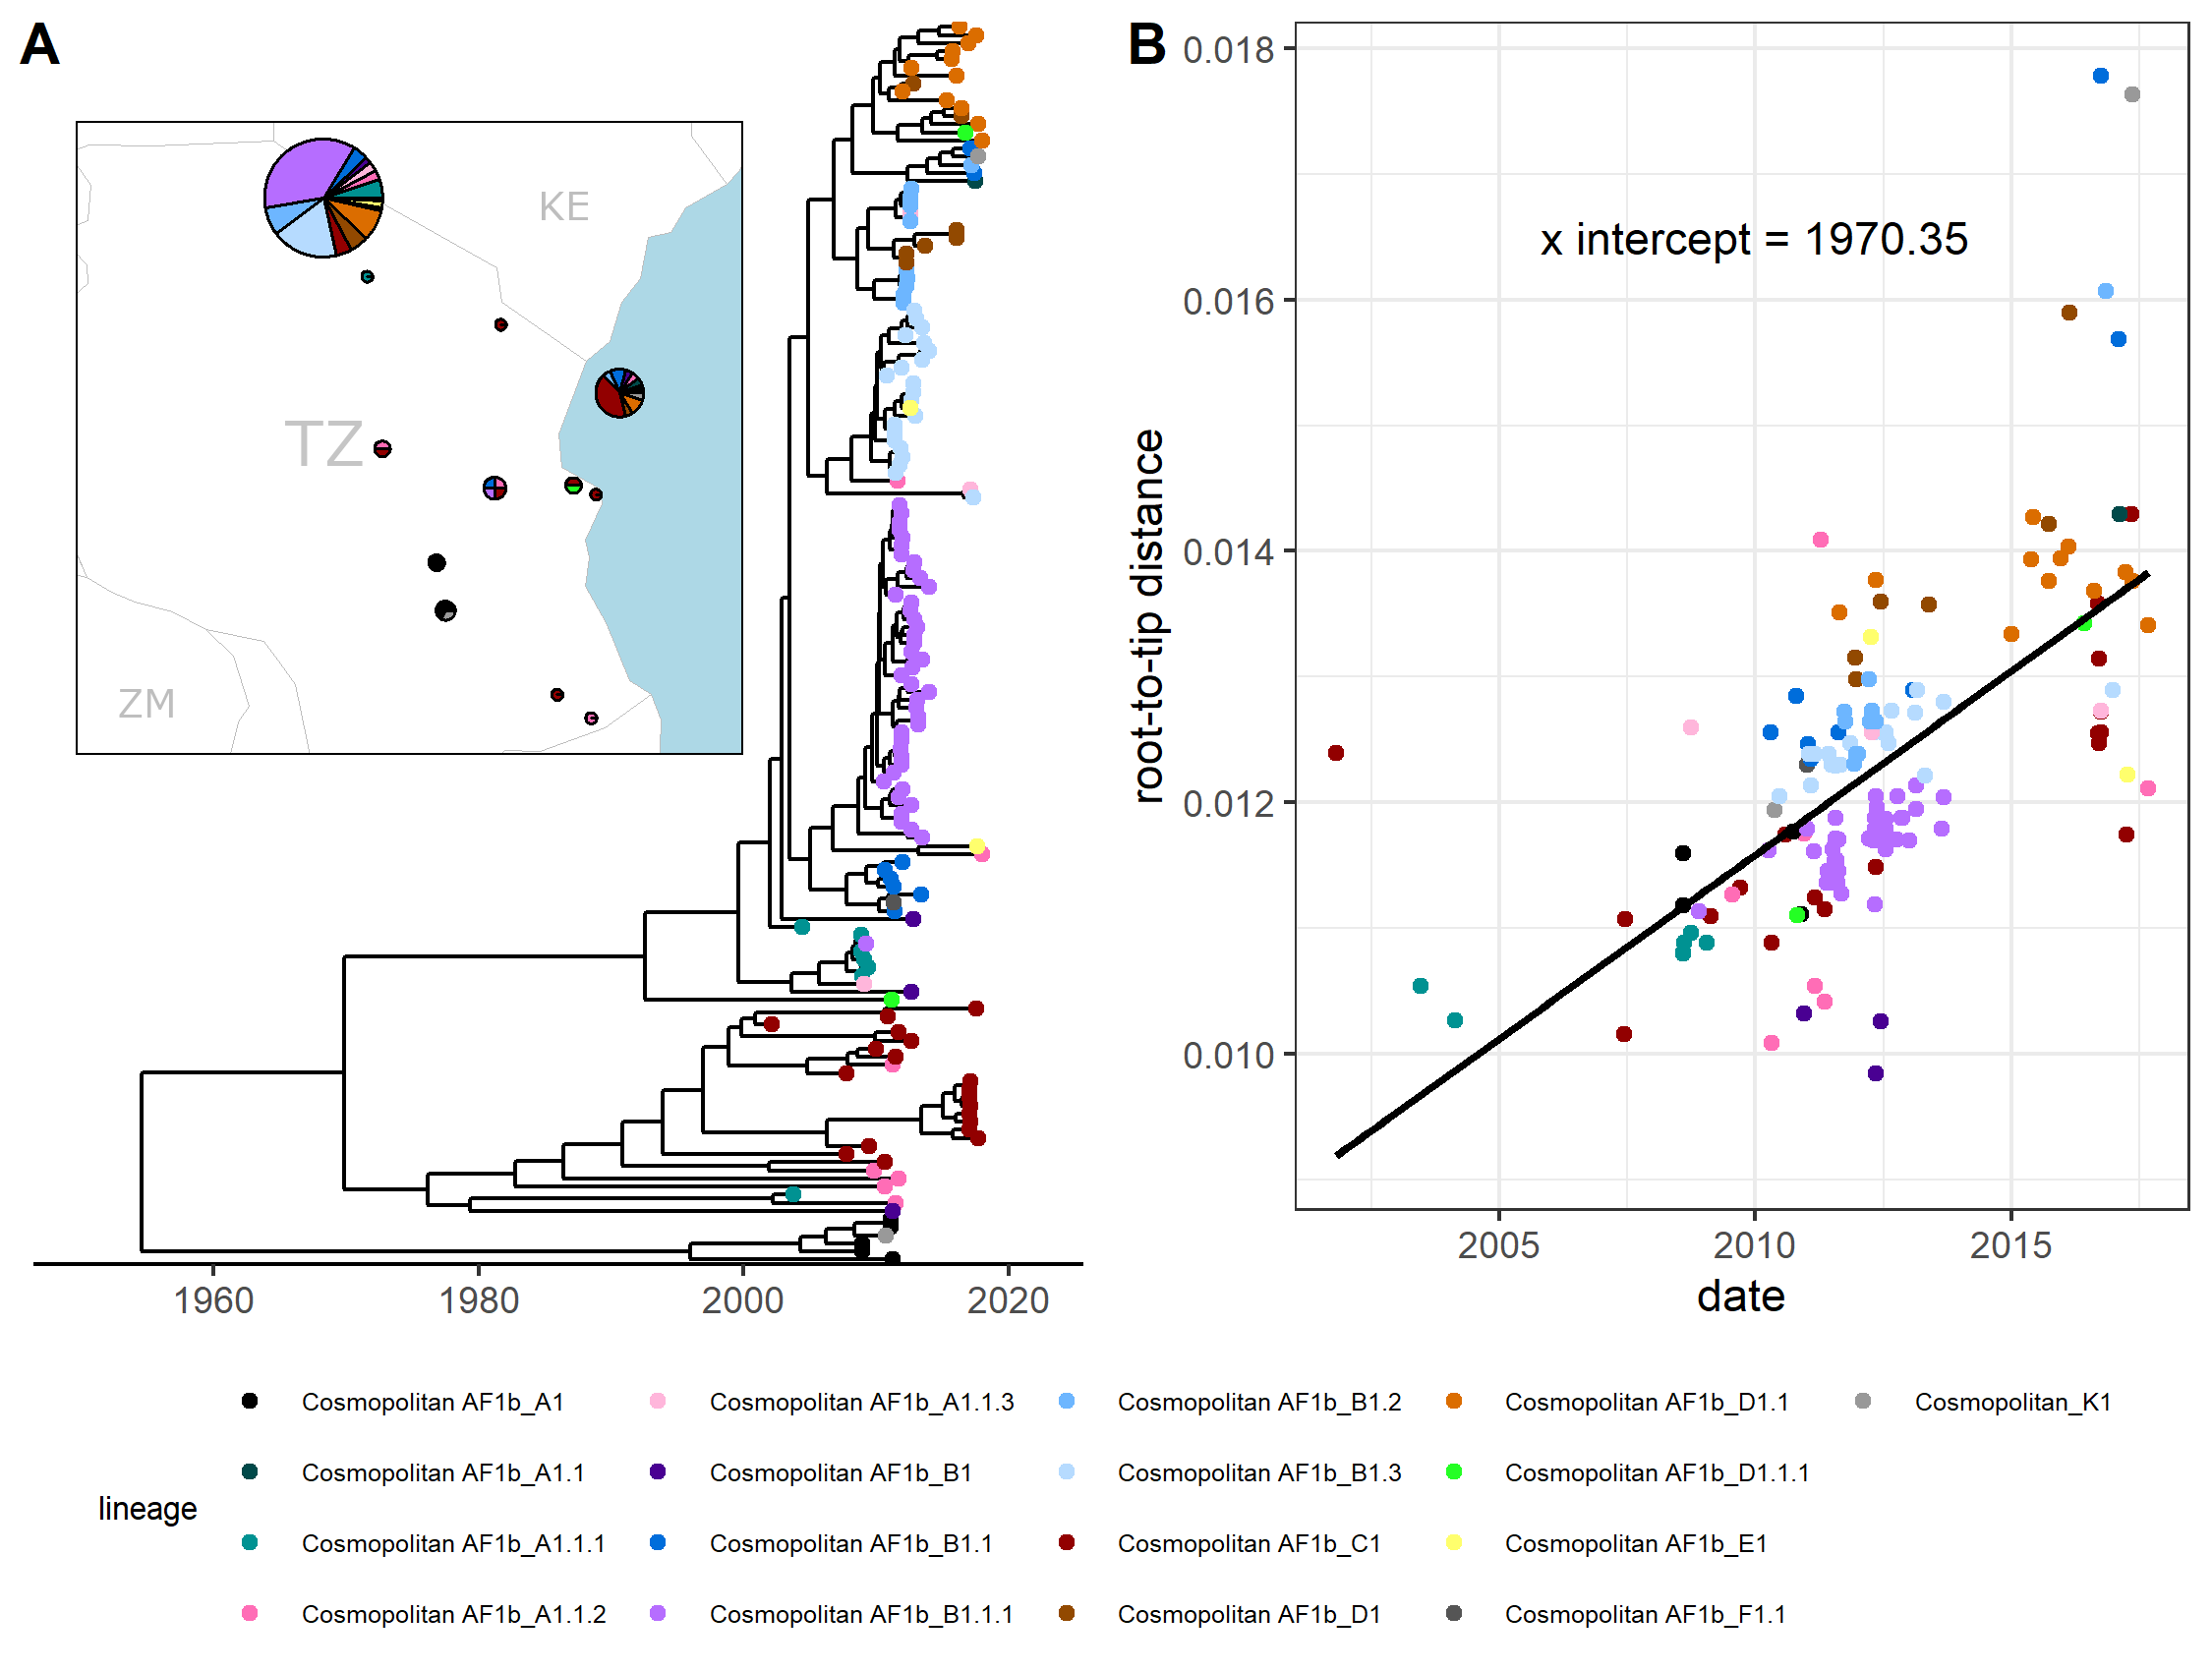 A
KE
TZ
ZM
1960 1980 2000 2020
B
0.018
0.016
0.014
0.012
0.010
root-to-tip distance
x intercept = 1970.35
2005 2010 2015
date
lineage
Cosmopolitan AF1b_A1
Cosmopolitan AF1b_A1.1
Cosmopolitan AF1b_A1.1.1
Cosmopolitan AF1b_A1.1.2
Cosmopolitan AF1b_A1.1.3
Cosmopolitan AF1b_B1
Cosmopolitan AF1b_B1.1
Cosmopolitan AF1b_B1.1.1
Cosmopolitan AF1b_B1.2
Cosmopolitan AF1b_B1.3
Cosmopolitan AF1b_C1
Cosmopolitan AF1b_D1
Cosmopolitan AF1b_D1.1
Cosmopolitan AF1b_D1.1.1
Cosmopolitan AF1b_E1
Cosmopolitan AF1b_F1.1
Cosmopolitan_K1